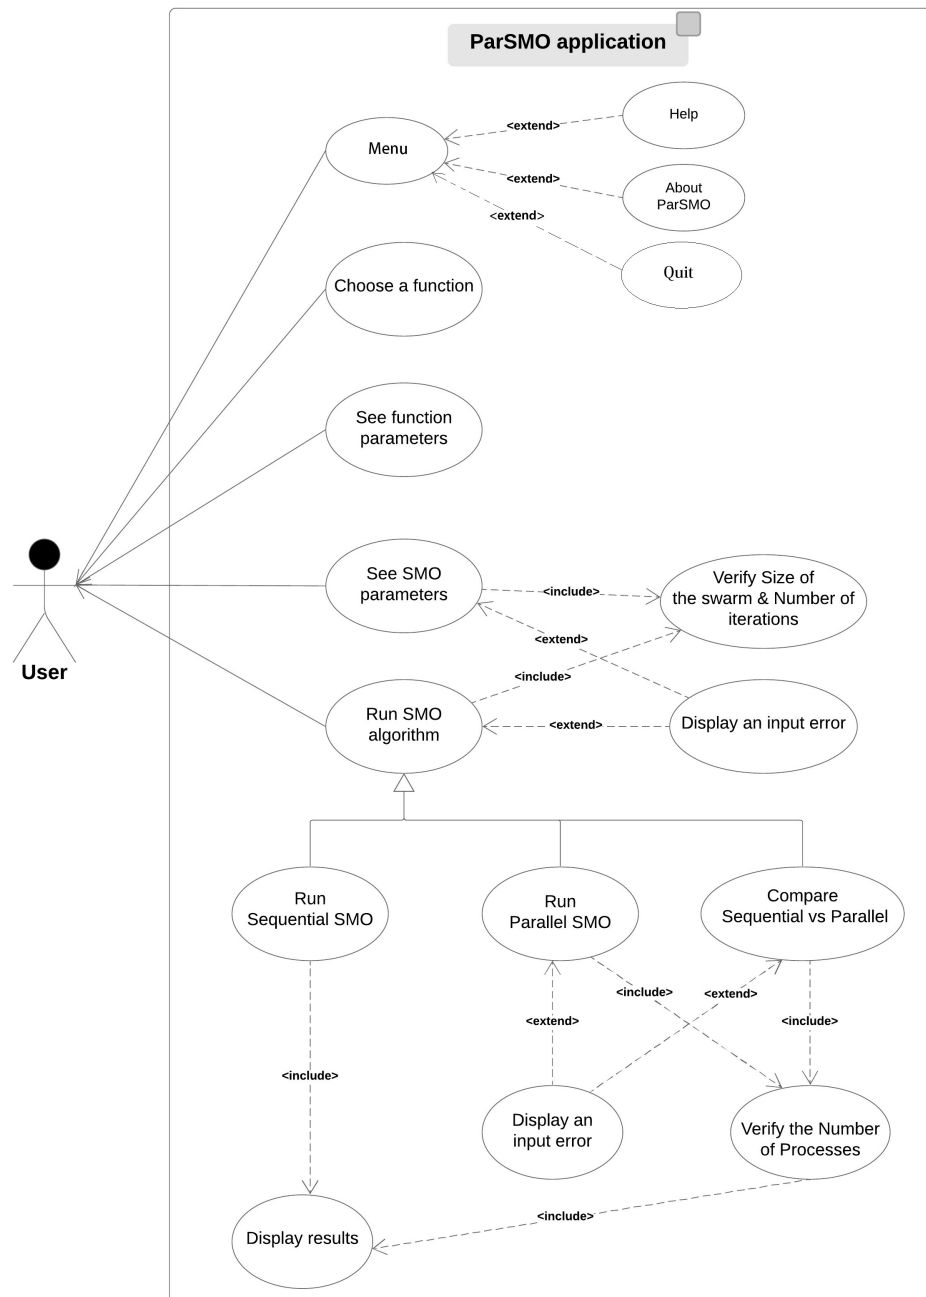 ParSMO application
Help
<extend>
Menu
<extend>
About
ParSMO
<extend>
Quit
Choose a function
See function
parameters
See SMO
parameters
<include>
Verify Size of
the swarm & Number of
iterations
<extend>
User
<include>
Run SMO
algorithm
<extend>
Display an input error
Run
Sequential SMO
Run
Parallel SMO
Compare
Sequential vs Parallel
<include>
<extend>
<extend>
<include>
<include>
Display an
input error
Verify the Number
of Processes
<include>
Display results